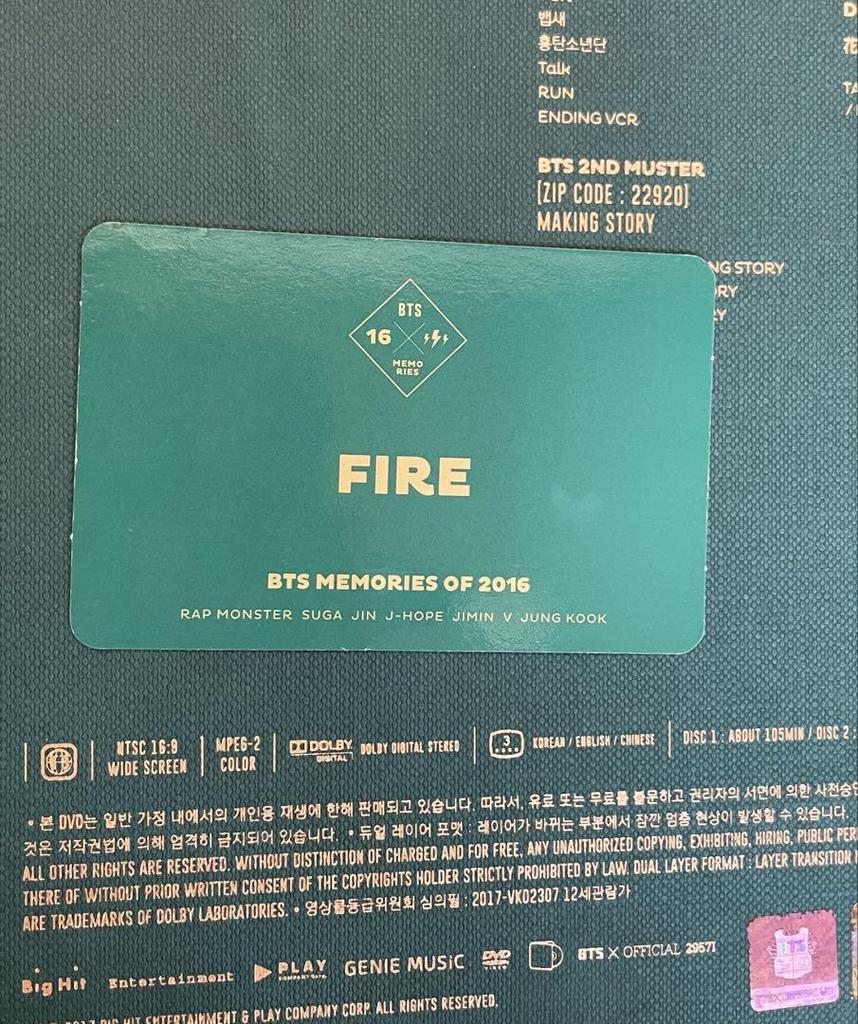 뱁새
흥탄소년단
Talk
RUN
ENDING VCR
BTS 2ND MUSTER
[ZIP CODE : 22920]
MAKING STORY
NG STORY
RY
Y
BTS
16
MEMO
RIES
FIRE
BTS MEMORIES OF 2016
RAP MONSTER SUGA JIN J-HOPE JIMIN V JUNG KOOK
NTSC 16:9
WIDE SCREEN
MPEG-2
COLOR
DOLBY
DIGITAL
DOLBY DIGITAL STEREO
3
KOREAN / ENGLISH / CHINESE
DISC 1 : ABOUT 105MIN / DISC 2 :
• 본 DVD는 일반 가정 내에서의 개인용 재생에 한해 판매되고 있습니다. 따라서, 유료 또는 무료를 불문하고 권리자의 서면에 의한 사전승인
것은 저작권법에 의해 엄격히 금지되어 있습니다. • 듀얼 레이어 포맷 : 레이어가 바뀌는 부분에서 잠깐 멈춤 현상이 발생할 수 있습니다
ALL OTHER RIGHTS ARE RESERVED. WITHOUT DISTINCTION OF CHARGED AND FOR FREE, ANY UNAUTHORIZED COPYING, EXHIBITING, HIRING, PUBLIC PER
THERE OF WITHOUT PRIOR WRITTEN CONSENT OF THE COPYRIGHTS HOLDER STRICTLY PROHIBITED BY LAW. DUAL LAYER FORMAT : LAYER TRANSITION
ARE TRADEMARKS OF DOLBY LABORATORIES. • 영상물등급위원회 심의필 : 2017-VK02307 12세관람가
Big Hit Entertainment
PLAY
COMPANY CORP.
GENIE MUSIC
DVD
VIDEO
BTS X OFFICIAL 29571
BTS
2017 BIG HIT ENTERTAINMENT & PLAY COMPANY CORP. ALL RIGHTS RESERVED.